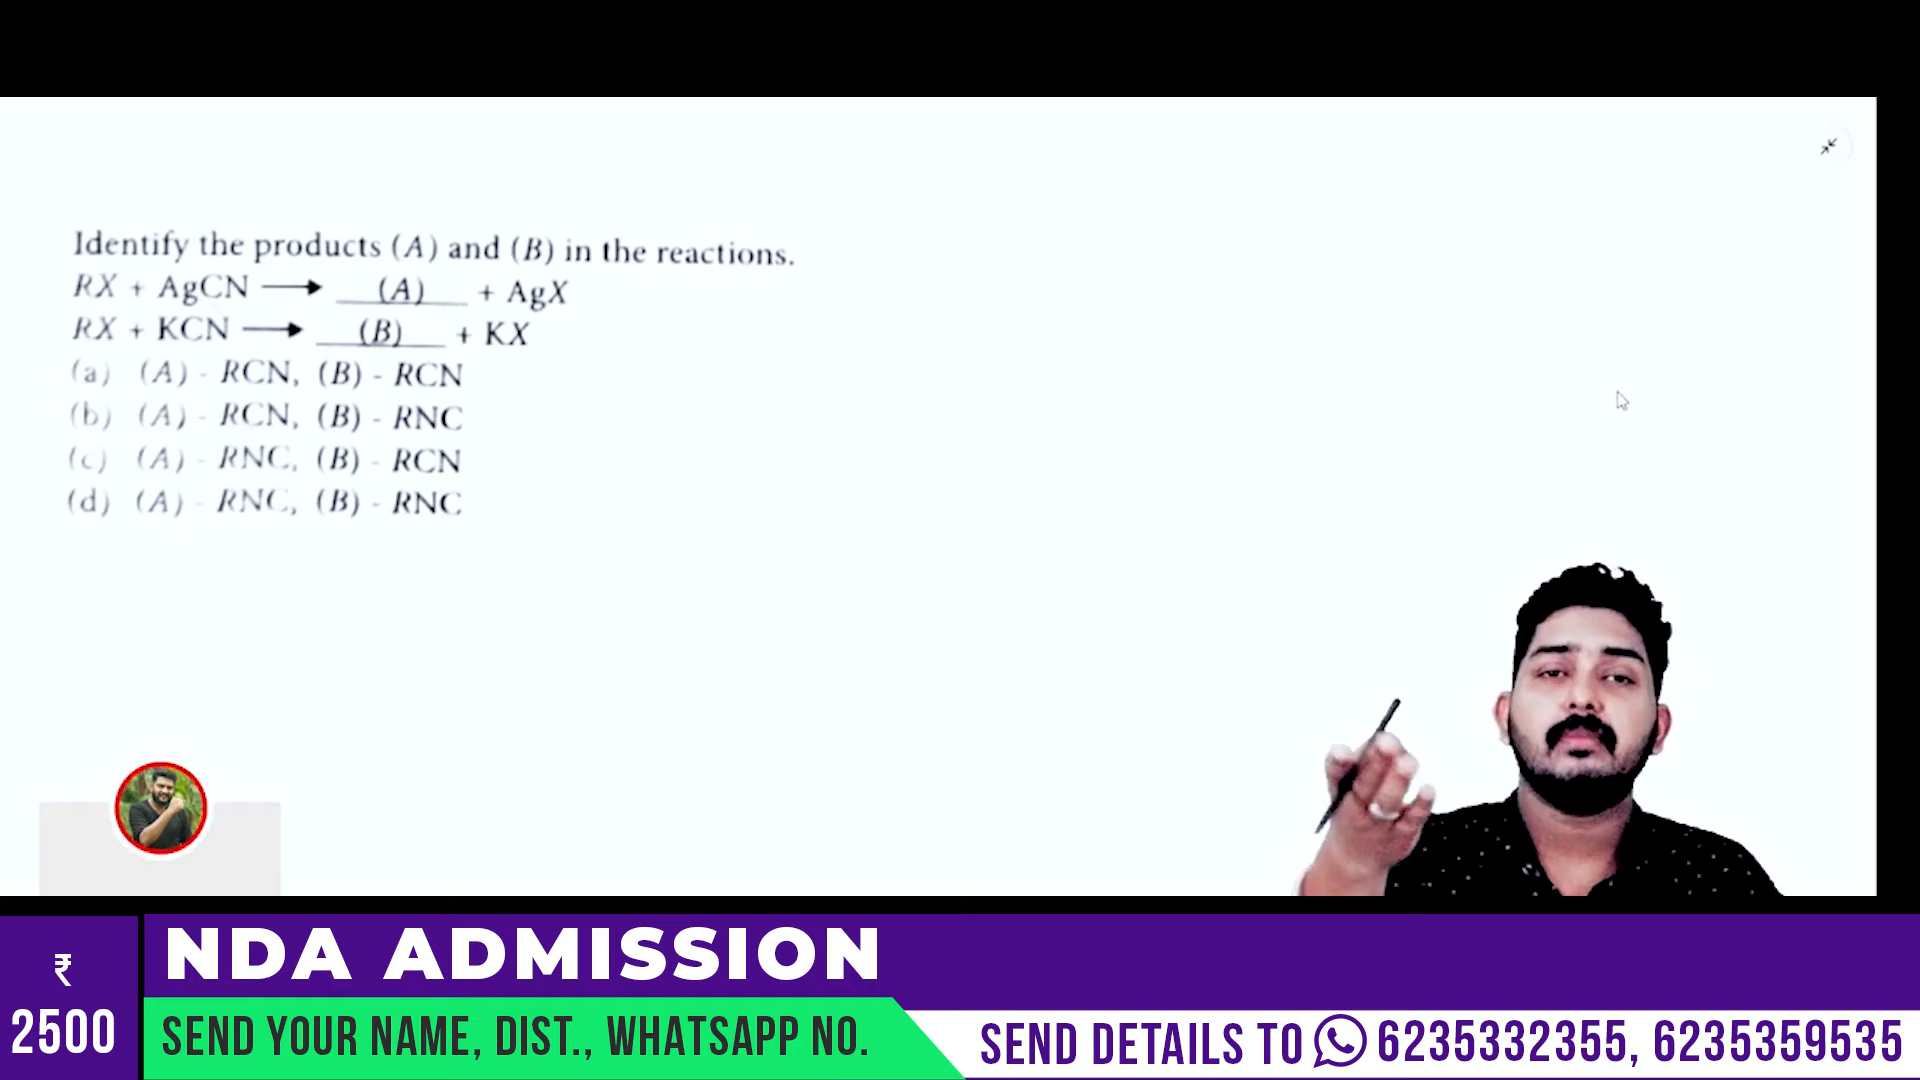 Identify the products (A) and (B) in the reactions.
RX + AgCN ⟶ (A) + AgX
RX + KCN ⟶ (B) + KX
(a) (A) - RCN, (B) - RCN
(b) (A) - RCN, (B) - RNC
(c) (A) - RNC, (B) - RCN
(d) (A) - RNC, (B) - RNC
₹
2500
NDA ADMISSION
SEND YOUR NAME, DIST., WHATSAPP NO.
SEND DETAILS TO 6235332355, 6235359535